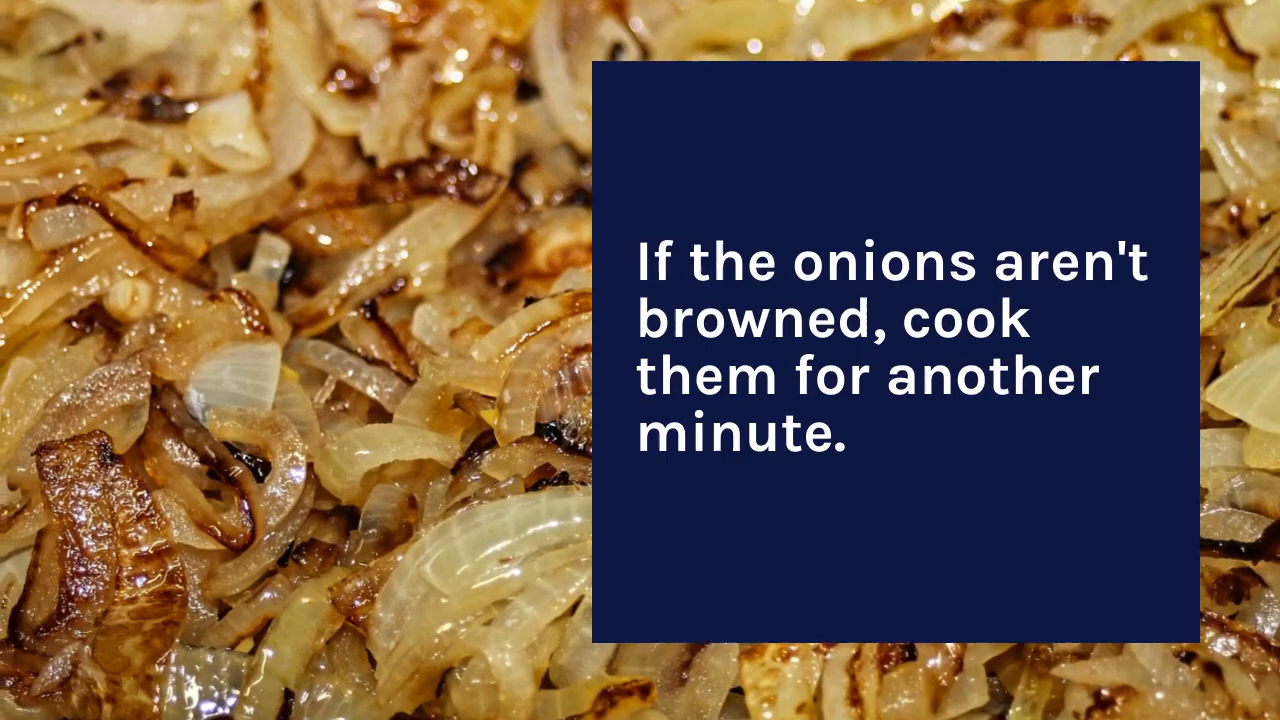 If the onions aren't
browned, cook
them for another
minute.